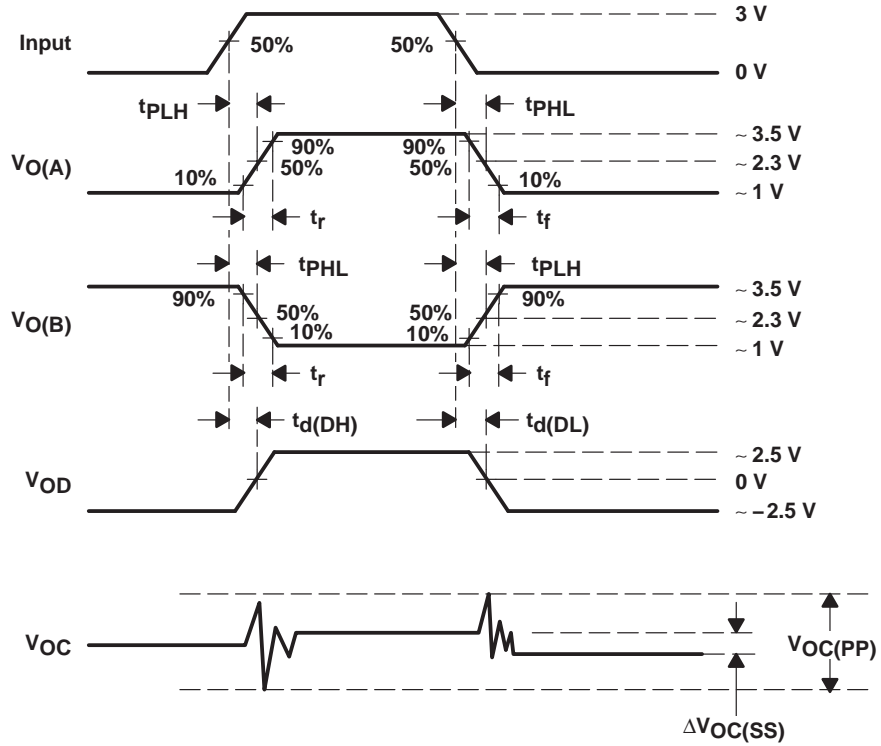 3 V
Input
50%
50%
0 V
tPLH
tPHL
∼ 3.5 V
90%
90%
VO(A)
50%
50%
∼ 2.3 V
10%
10%
∼ 1 V
tr
tf
tPHL
tPLH
∼ 3.5 V
90%
90%
VO(B)
50%
50%
∼ 2.3 V
10%
10%
∼ 1 V
tr
tf
td(DH)
td(DL)
∼ 2.5 V
VOD
0 V
∼ –2.5 V
VOC
VOC(PP)
ΔVOC(SS)